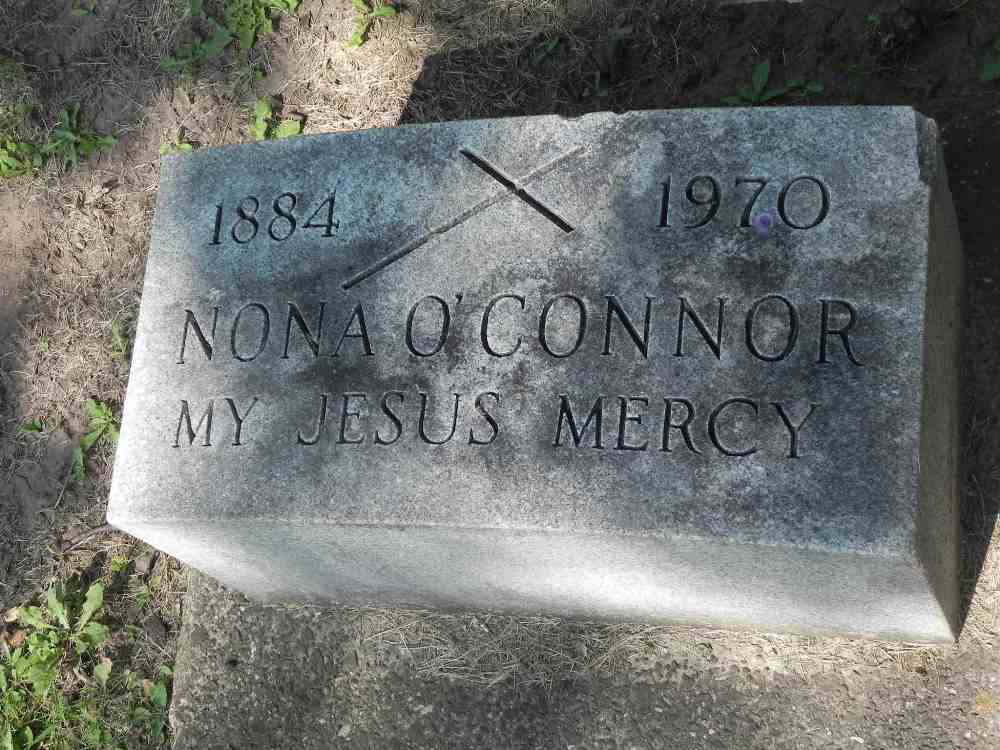 1884 1970
NONA O'CONNOR
MY JESUS MERCY